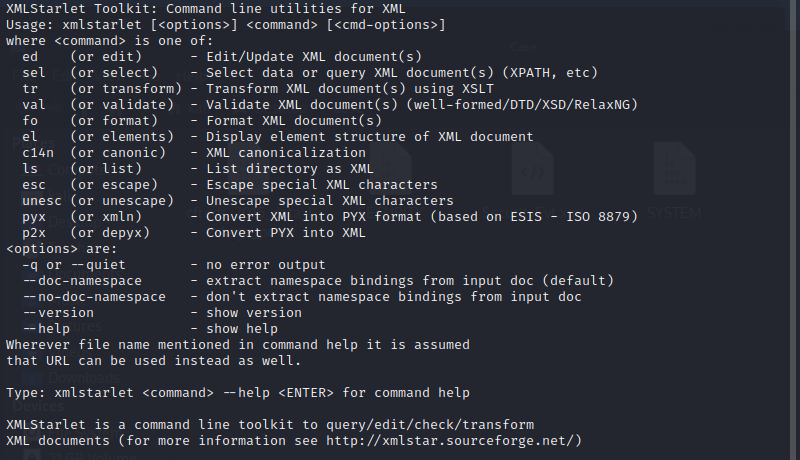 XMLStarlet Toolkit: Command line utilities for XML
Usage: xmlstarlet [<options>] <command> [<cmd-options>]
where <command> is one of:
  ed    (or edit)      - Edit/Update XML document(s)
  sel   (or select)    - Select data or query XML document(s) (XPATH, etc)
  tr    (or transform) - Transform XML document(s) using XSLT
  val   (or validate)  - Validate XML document(s) (well-formed/DTD/XSD/RelaxNG)
  fo    (or format)    - Format XML document(s)
  el    (or elements)  - Display element structure of XML document
  c14n  (or canonic)   - XML canonicalization
  ls    (or list)      - List directory as XML
  esc   (or escape)    - Escape special XML characters
  unesc (or unescape)  - Unescape special XML characters
  pyx   (or xmln)      - Convert XML into PYX format (based on ESIS - ISO 8879)
  p2x   (or depyx)     - Convert PYX into XML
<options> are:
  -q or --quiet        - no error output
  --doc-namespace      - extract namespace bindings from input doc (default)
  --no-doc-namespace   - don't extract namespace bindings from input doc
  --version            - show version
  --help               - show help
Wherever file name mentioned in command help it is assumed
that URL can be used instead as well.

Type: xmlstarlet <command> --help <ENTER> for command help

XMLStarlet is a command line toolkit to query/edit/check/transform
XML documents (for more information see http://xmlstar.sourceforge.net/)
SYSTEM
Downloads
Devices